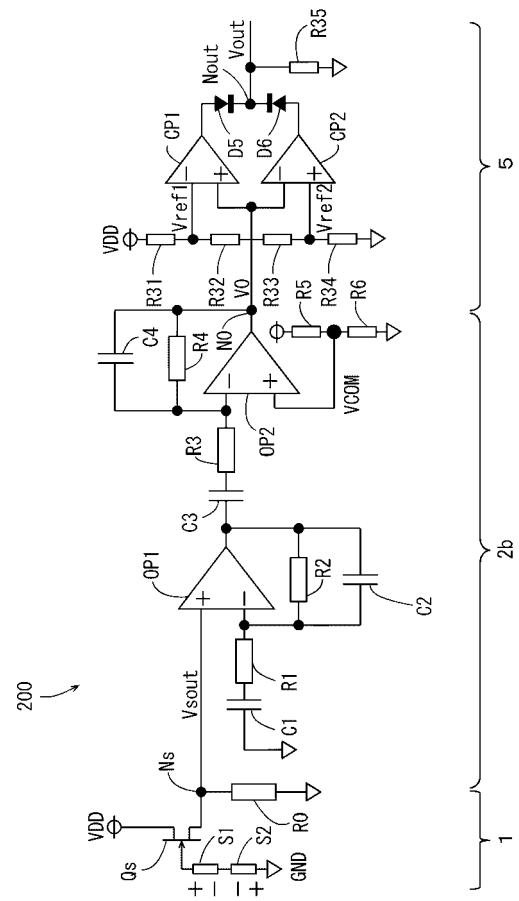 200
VDD
Qs
S1
S2
+
−
−
+
GND
Ns
R0
Vsout
C1
R1
OP1
+
−
R2
C2
C3
R3
C4
R4
OP2
−
+
VCOM
R5
R6
N0
V0
VDD
R31
R32
R33
R34
Vref1
Vref2
CP1
−
+
CP2
−
+
D5
D6
Nout
Vout
R35
1
2b
5